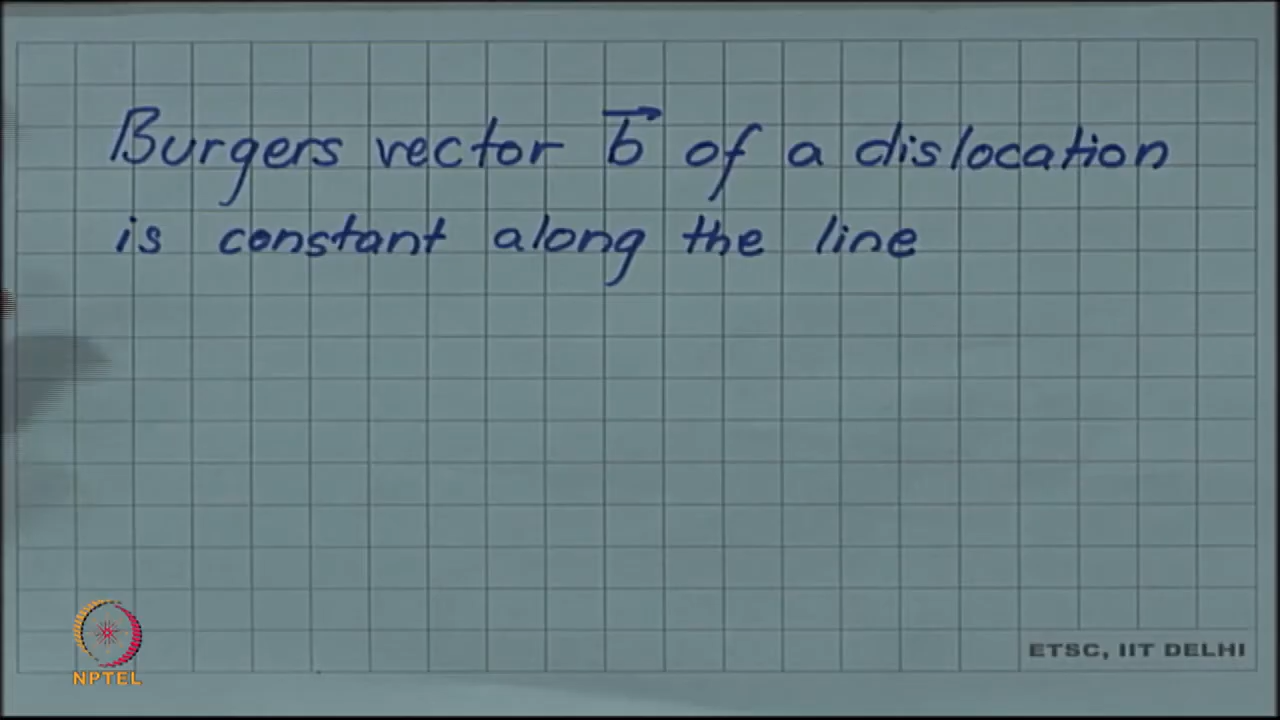 Burgers vector b⃗ of a dislocation
is constant along the line
NPTEL
ETSC, IIT DELHI